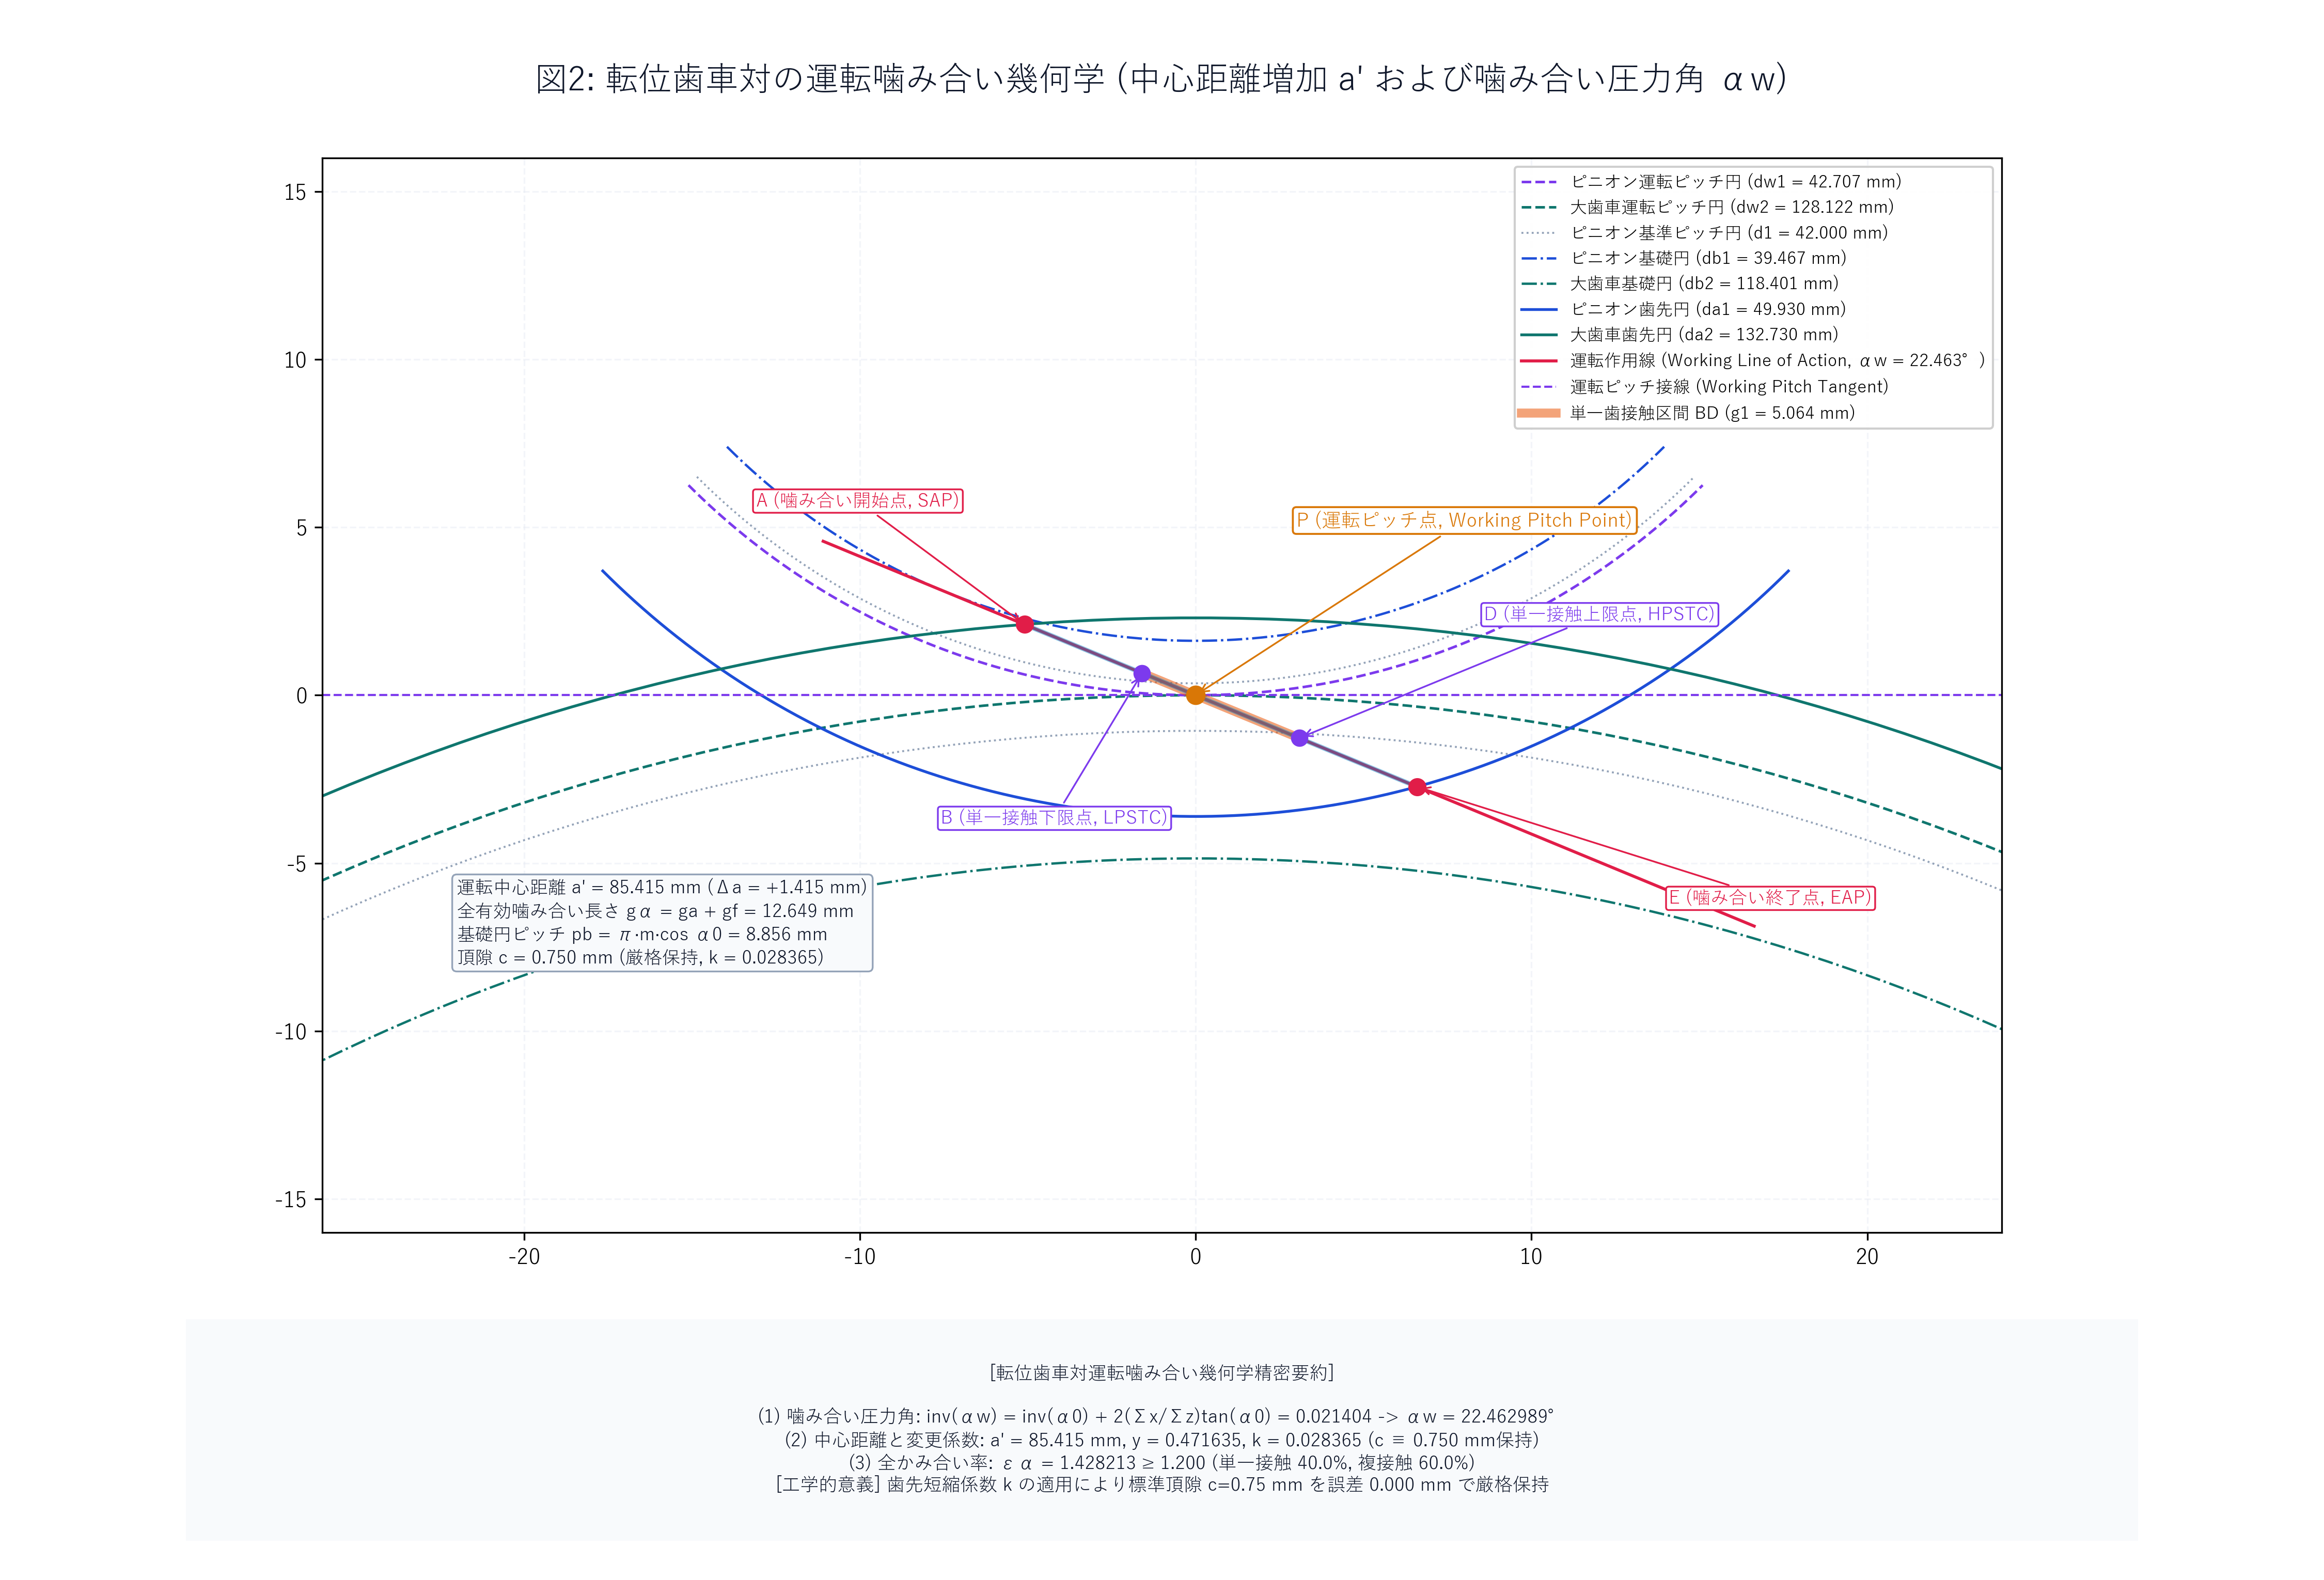 図2: 転位歯車対の運転噛み合い幾何学 (中心距離増加 a' および噛み合い圧力角 αw)
ピニオン運転ピッチ円 (dw1 = 42.707 mm)
大歯車運転ピッチ円 (dw2 = 128.122 mm)
ピニオン基準ピッチ円 (d1 = 42.000 mm)
ピニオン基礎円 (db1 = 39.467 mm)
大歯車基礎円 (db2 = 118.401 mm)
ピニオン歯先円 (da1 = 49.930 mm)
大歯車歯先円 (da2 = 132.730 mm)
運転作用線 (Working Line of Action, αw = 22.463°)
運転ピッチ接線 (Working Pitch Tangent)
単一歯接触区間 BD (g1 = 5.064 mm)
15
10
5
0
-5
-10
-15
A (噛み合い開始点, SAP)
P (運転ピッチ点, Working Pitch Point)
D (単一接触上限点, HPSTC)
B (単一接触下限点, LPSTC)
E (噛み合い終了点, EAP)
運転中心距離 a' = 85.415 mm (Δa = +1.415 mm)
全有効噛み合い長さ gα = ga + gf = 12.649 mm
基礎円ピッチ pb = π·m·cos α0 = 8.856 mm
頂隙 c = 0.750 mm (厳格保持, k = 0.028365)
-20
-10
0
10
20
[転位歯車対運転噛み合い幾何学精密要約]
(1) 噛み合い圧力角: inv(αw) = inv(α0) + 2(Σx/Σz)tan(α0) = 0.021404 -> αw = 22.462989°
(2) 中心距離と変更係数: a' = 85.415 mm, y = 0.471635, k = 0.028365 (c ≡ 0.750 mm保持)
(3) 全かみ合い率: εα = 1.428213 ≥ 1.200 (単一接触 40.0%, 複接触 60.0%)
[工学的意義] 歯先短縮係数 k の適用により標準頂隙 c=0.75 mm を誤差 0.000 mm で厳格保持